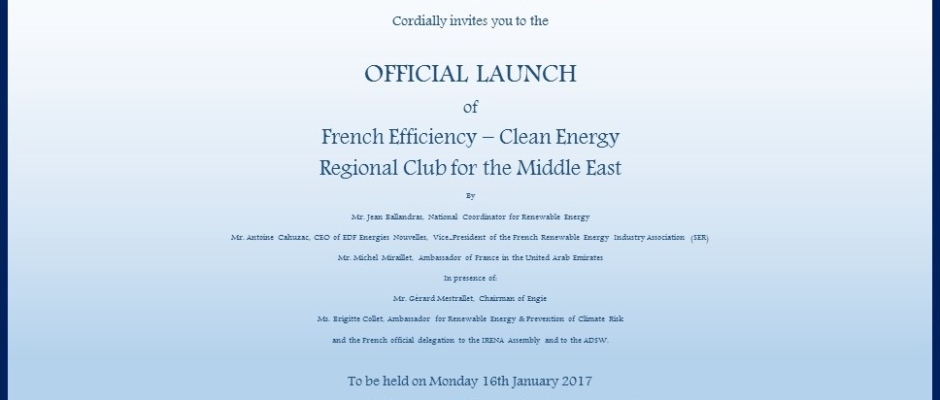 Cordially invites you to the
OFFICIAL LAUNCH
of
French Efficiency – Clean Energy
Regional Club for the Middle East
By
Mr. Jean Ballandras, National Coordinator for Renewable Energy
Mr. Antoine Cahuzac, CEO of EDF Energies Nouvelles, Vice-President of the French Renewable Energy Industry Association (SER)
Mr. Michel Miraillet, Ambassador of France in the United Arab Emirates
In presence of:
Mr. Gérard Mestrallet, Chairman of Engie
Ms. Brigitte Collet, Ambassador for Renewable Energy & Prevention of Climate Risk
and the French official delegation to the IRENA Assembly and to the ADSW.
To be held on Monday 16th January 2017